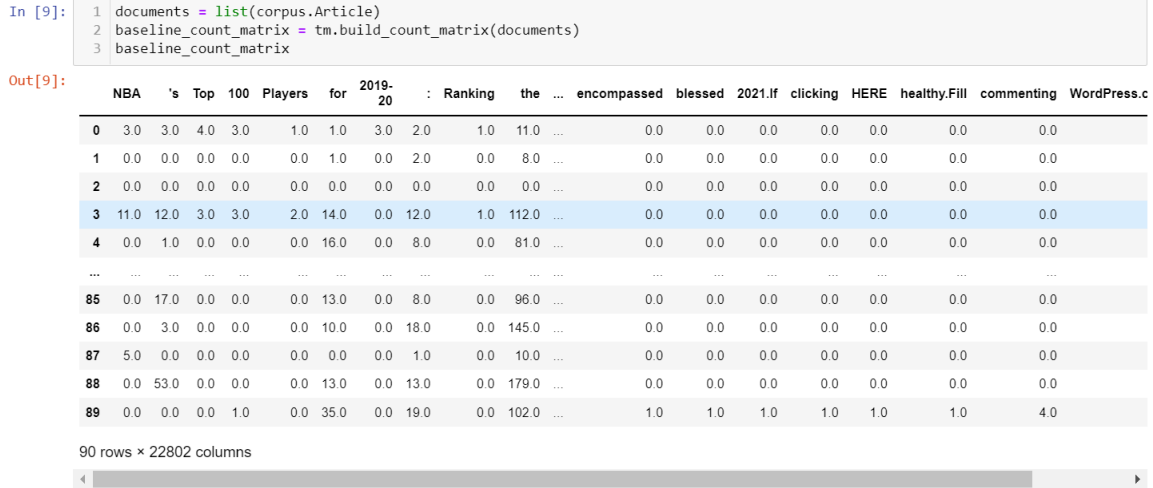 In [9]:
1 documents = list(corpus.Article)
2 baseline_count_matrix = tm.build_count_matrix(documents)
3 baseline_count_matrix
Out[9]:
NBA 's Top 100 Players for 2019-20 : Ranking the ... encompassed blessed 2021.If clicking HERE healthy.Fill commenting WordPress.c
0 3.0 3.0 4.0 3.0 1.0 1.0 3.0 2.0 1.0 11.0 ... 0.0 0.0 0.0 0.0 0.0 0.0 0.0
1 0.0 0.0 0.0 0.0 0.0 1.0 0.0 2.0 0.0 8.0 ... 0.0 0.0 0.0 0.0 0.0 0.0 0.0
2 0.0 0.0 0.0 0.0 0.0 0.0 0.0 0.0 0.0 0.0 ... 0.0 0.0 0.0 0.0 0.0 0.0 0.0
3 11.0 12.0 3.0 3.0 2.0 14.0 0.0 12.0 1.0 112.0 ... 0.0 0.0 0.0 0.0 0.0 0.0 0.0
4 0.0 1.0 0.0 0.0 0.0 16.0 0.0 8.0 0.0 81.0 ... 0.0 0.0 0.0 0.0 0.0 0.0 0.0
... ... ... ... ... ... ... ... ... ... ... ... ... ... ... ... ... ... ...
85 0.0 17.0 0.0 0.0 0.0 13.0 0.0 8.0 0.0 96.0 ... 0.0 0.0 0.0 0.0 0.0 0.0 0.0
86 0.0 3.0 0.0 0.0 0.0 10.0 0.0 18.0 0.0 145.0 ... 0.0 0.0 0.0 0.0 0.0 0.0 0.0
87 5.0 0.0 0.0 0.0 0.0 0.0 0.0 1.0 0.0 10.0 ... 0.0 0.0 0.0 0.0 0.0 0.0 0.0
88 0.0 53.0 0.0 0.0 0.0 13.0 0.0 13.0 0.0 179.0 ... 0.0 0.0 0.0 0.0 0.0 0.0 0.0
89 0.0 0.0 0.0 1.0 0.0 35.0 0.0 19.0 0.0 102.0 ... 1.0 1.0 1.0 1.0 1.0 1.0 4.0
90 rows × 22802 columns